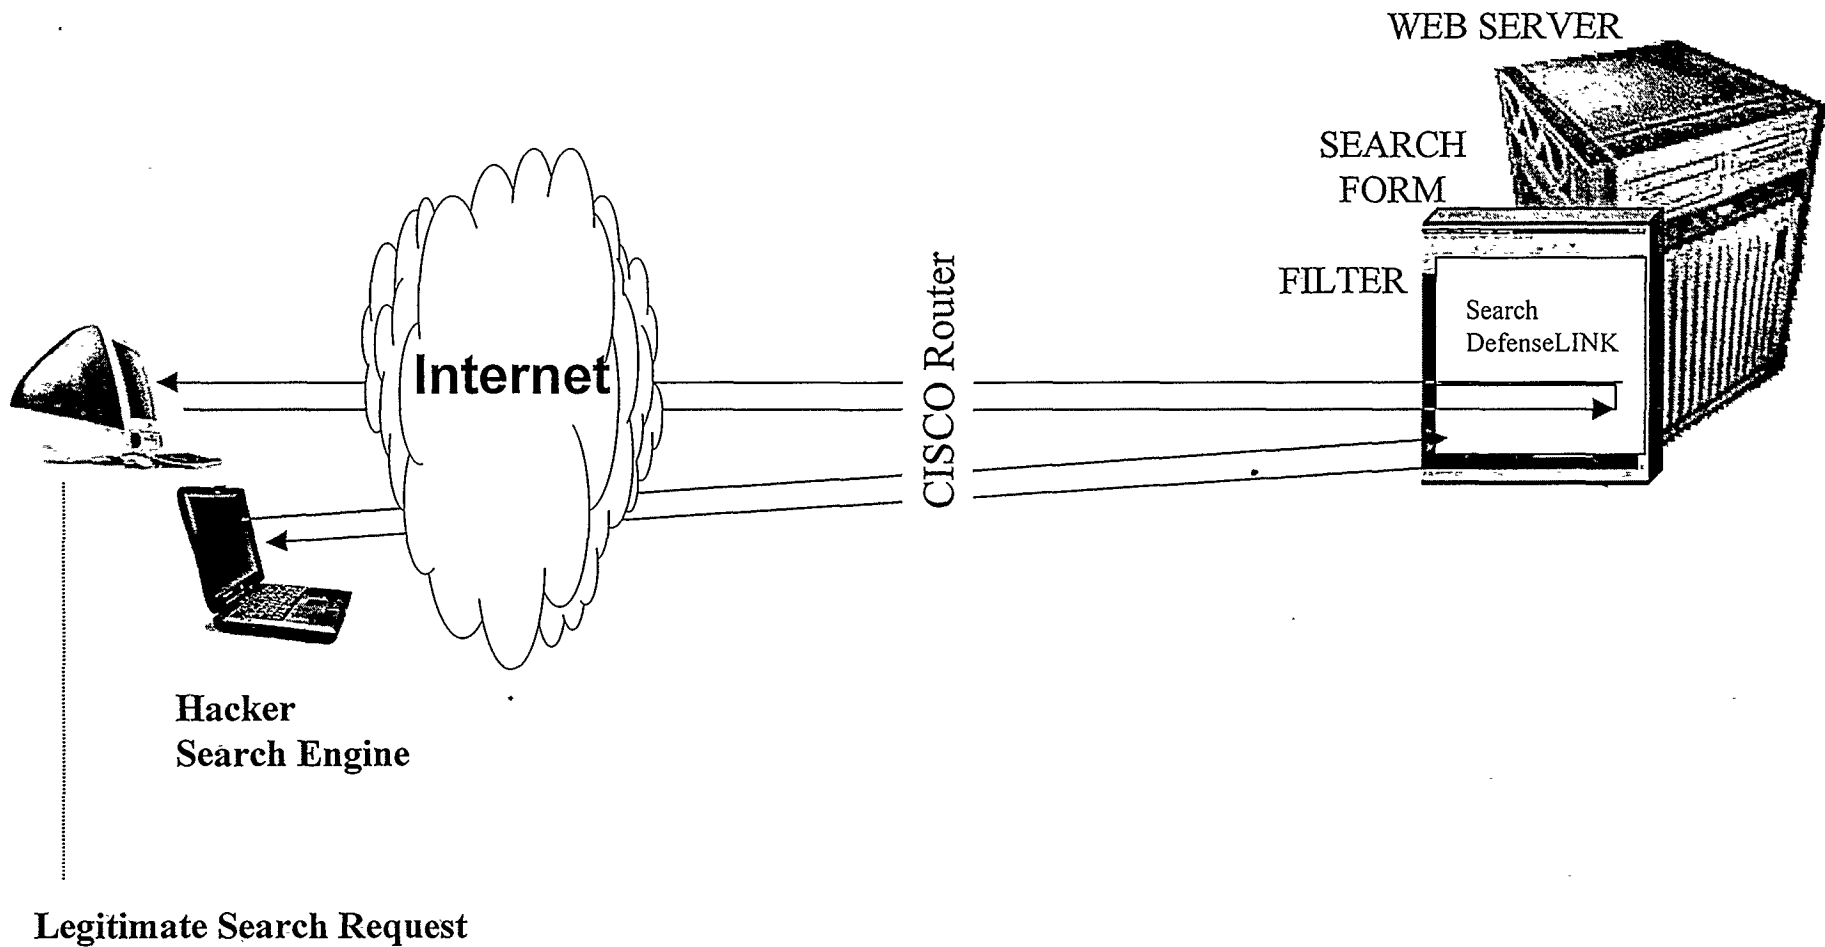 WEB SERVER
SEARCH
FORM
FILTER
Search
DefenseLINK
CISCO Router
Internet
Hacker
Search Engine
Legitimate Search Request